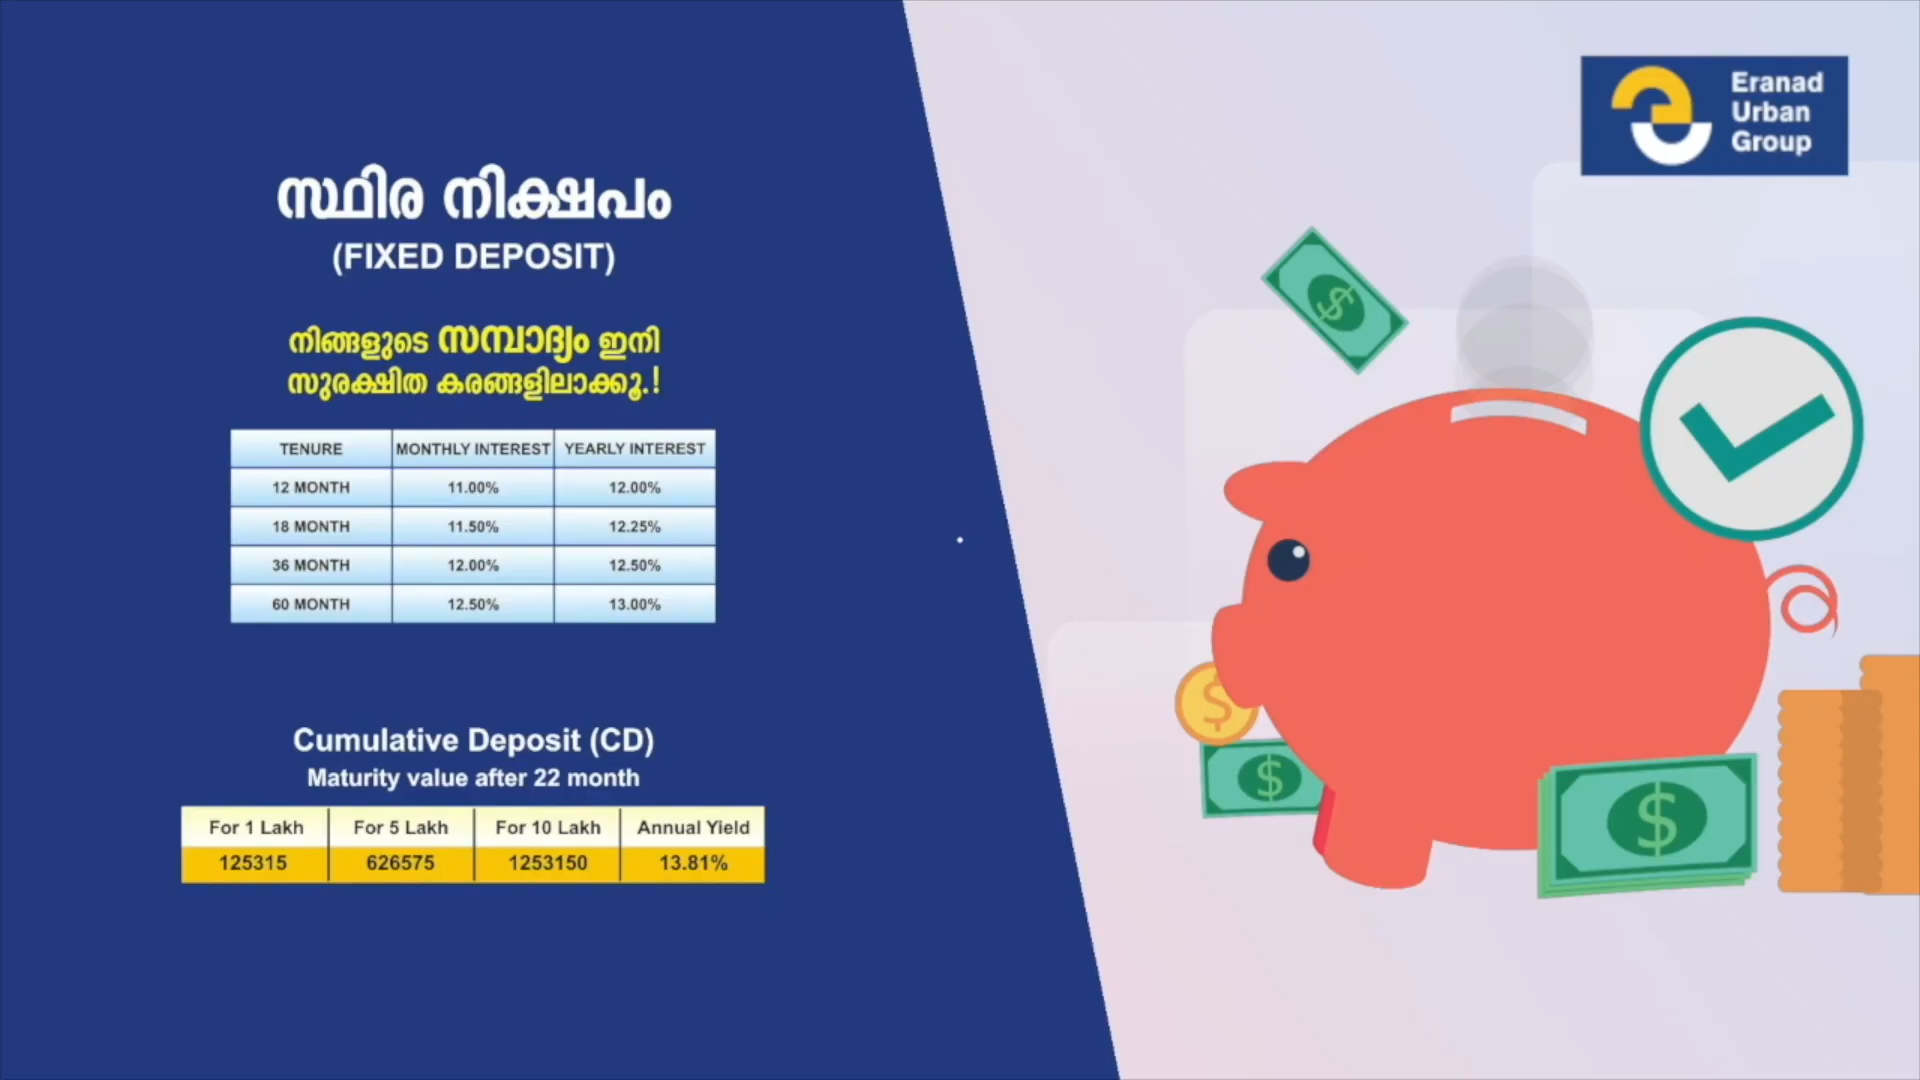 സ്ഥിര നിക്ഷപം
(FIXED DEPOSIT)
നിങ്ങളുടെ സമ്പാദ്യം ഇനി
സുരക്ഷിത കരങ്ങളിലാക്കൂ.!
TENURE MONTHLY INTEREST YEARLY INTEREST
12 MONTH 11.00% 12.00%
18 MONTH 11.50% 12.25%
36 MONTH 12.00% 12.50%
60 MONTH 12.50% 13.00%
Cumulative Deposit (CD)
Maturity value after 22 month
For 1 Lakh For 5 Lakh For 10 Lakh Annual Yield
125315 626575 1253150 13.81%
Eranad
Urban
Group
$
$
$
$